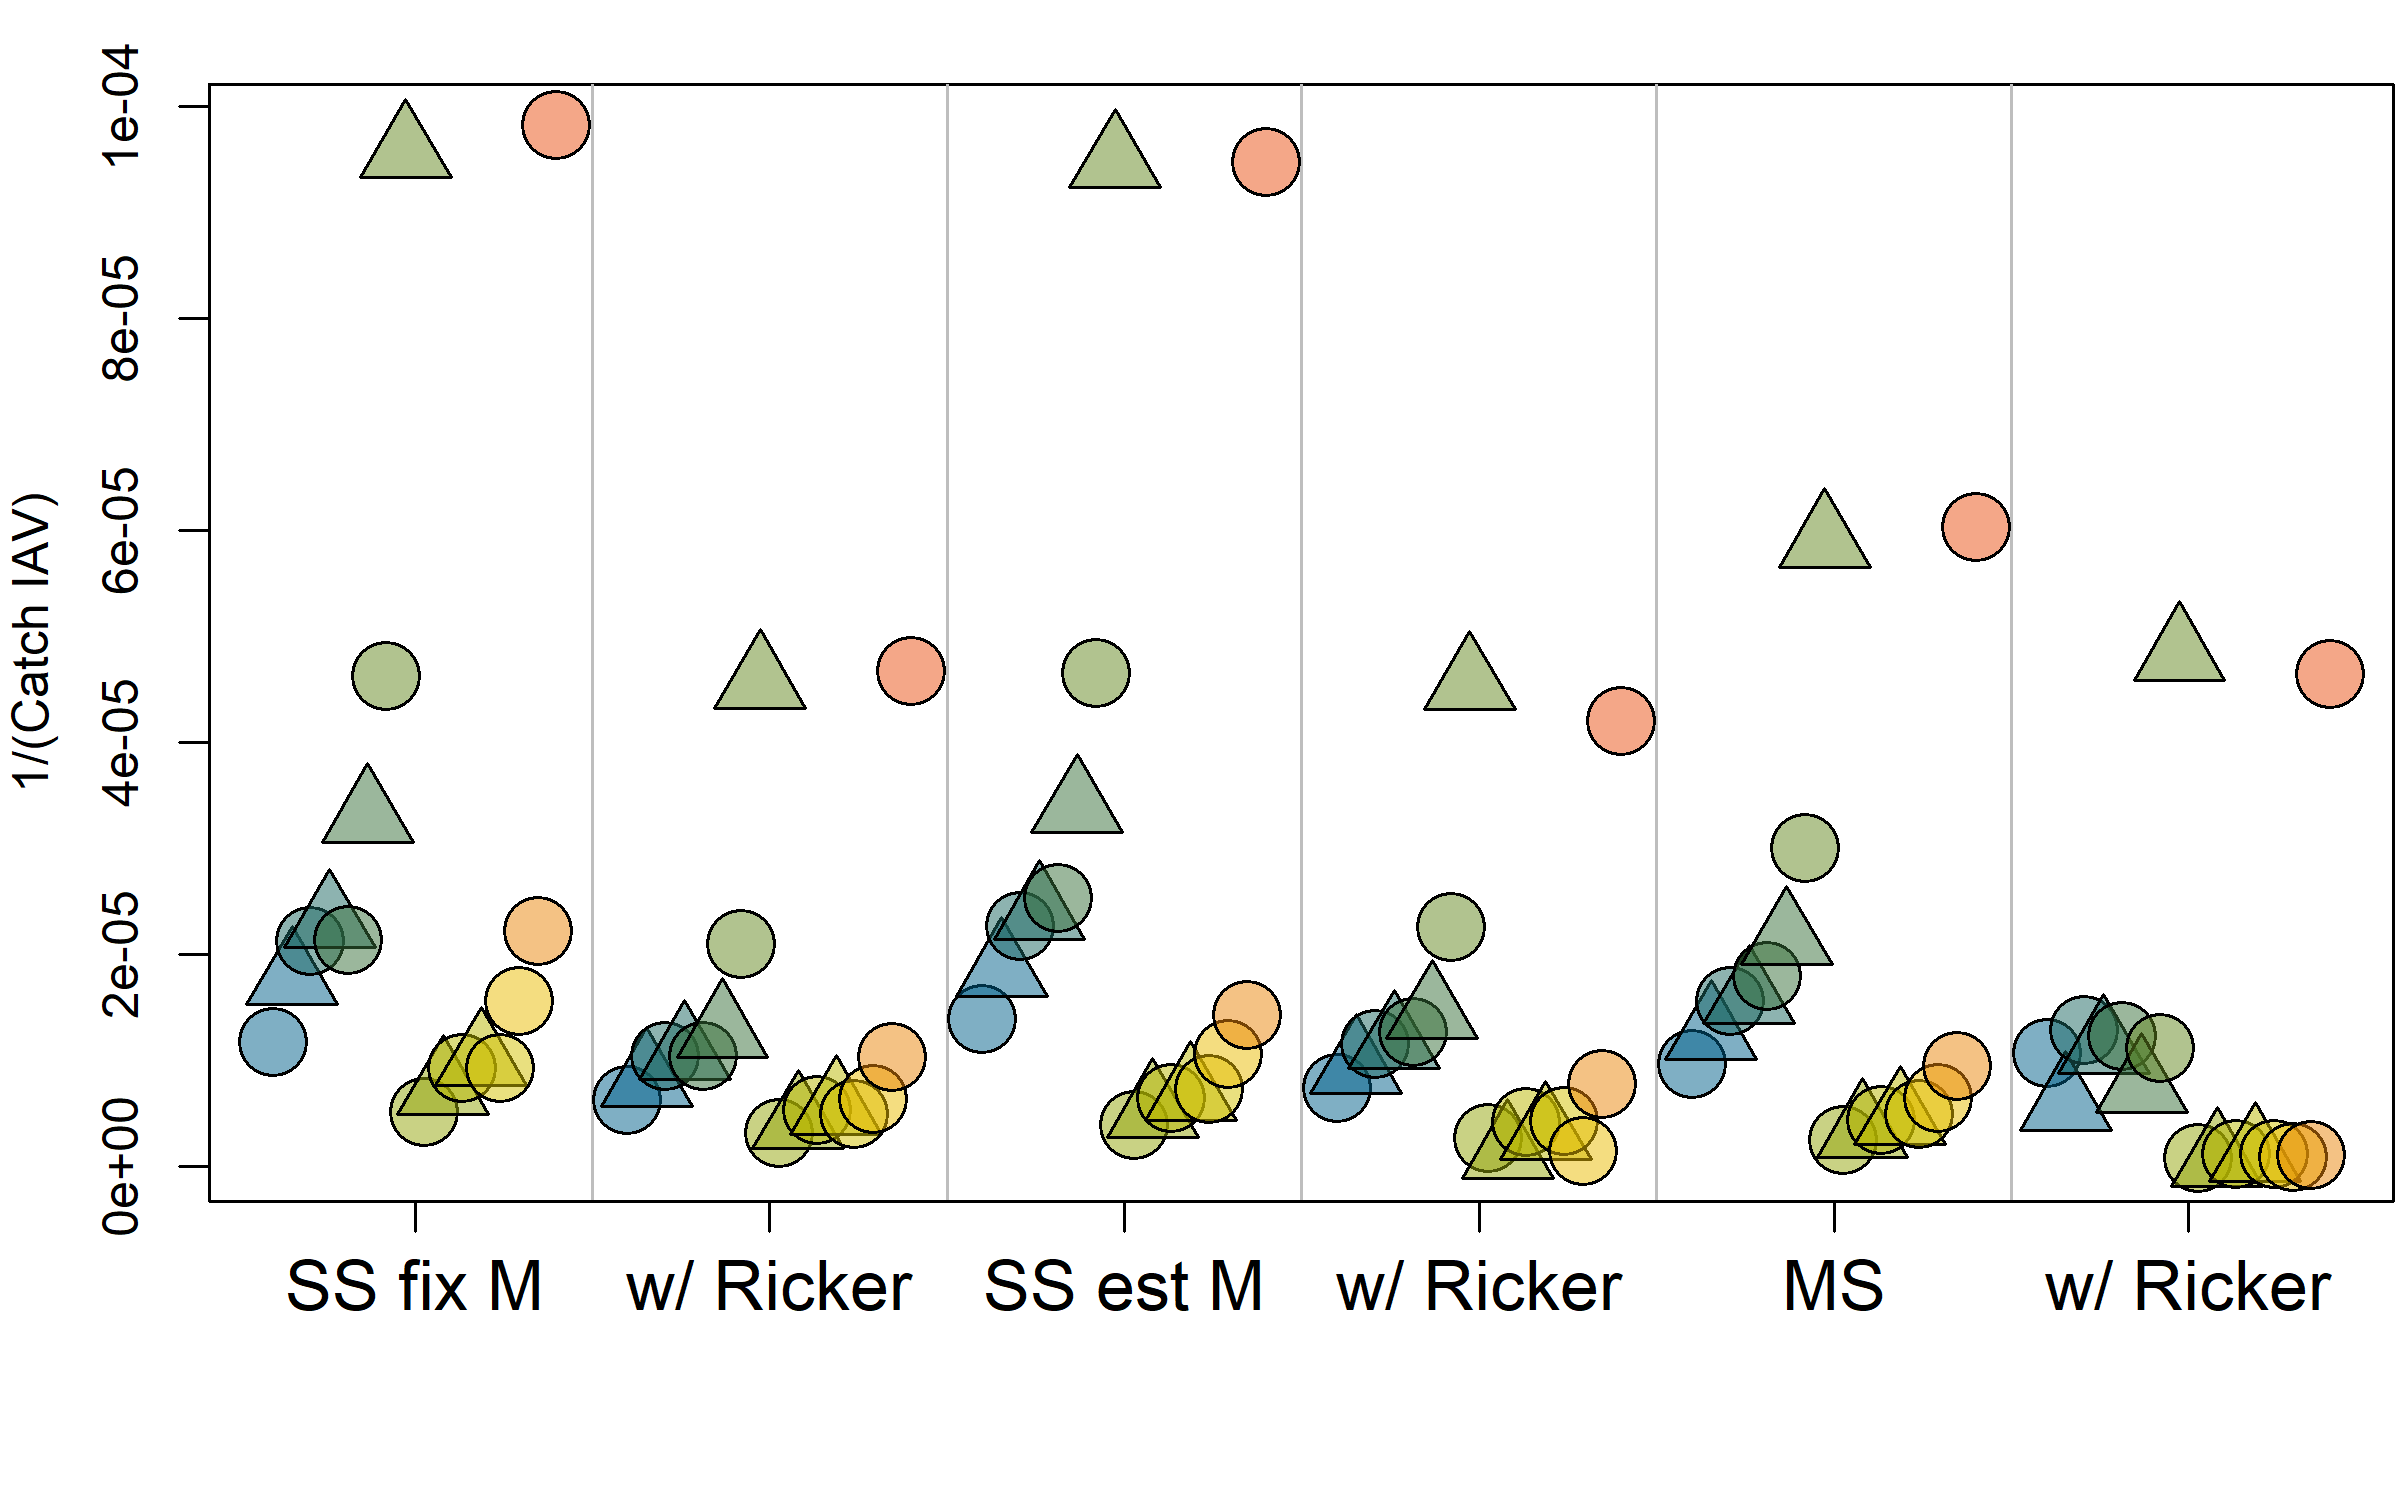 1/(Catch IAV)
1e-04
8e-05
6e-05
4e-05
2e-05
0e+00
SS fix M
w/ Ricker
SS est M
w/ Ricker
MS
w/ Ricker